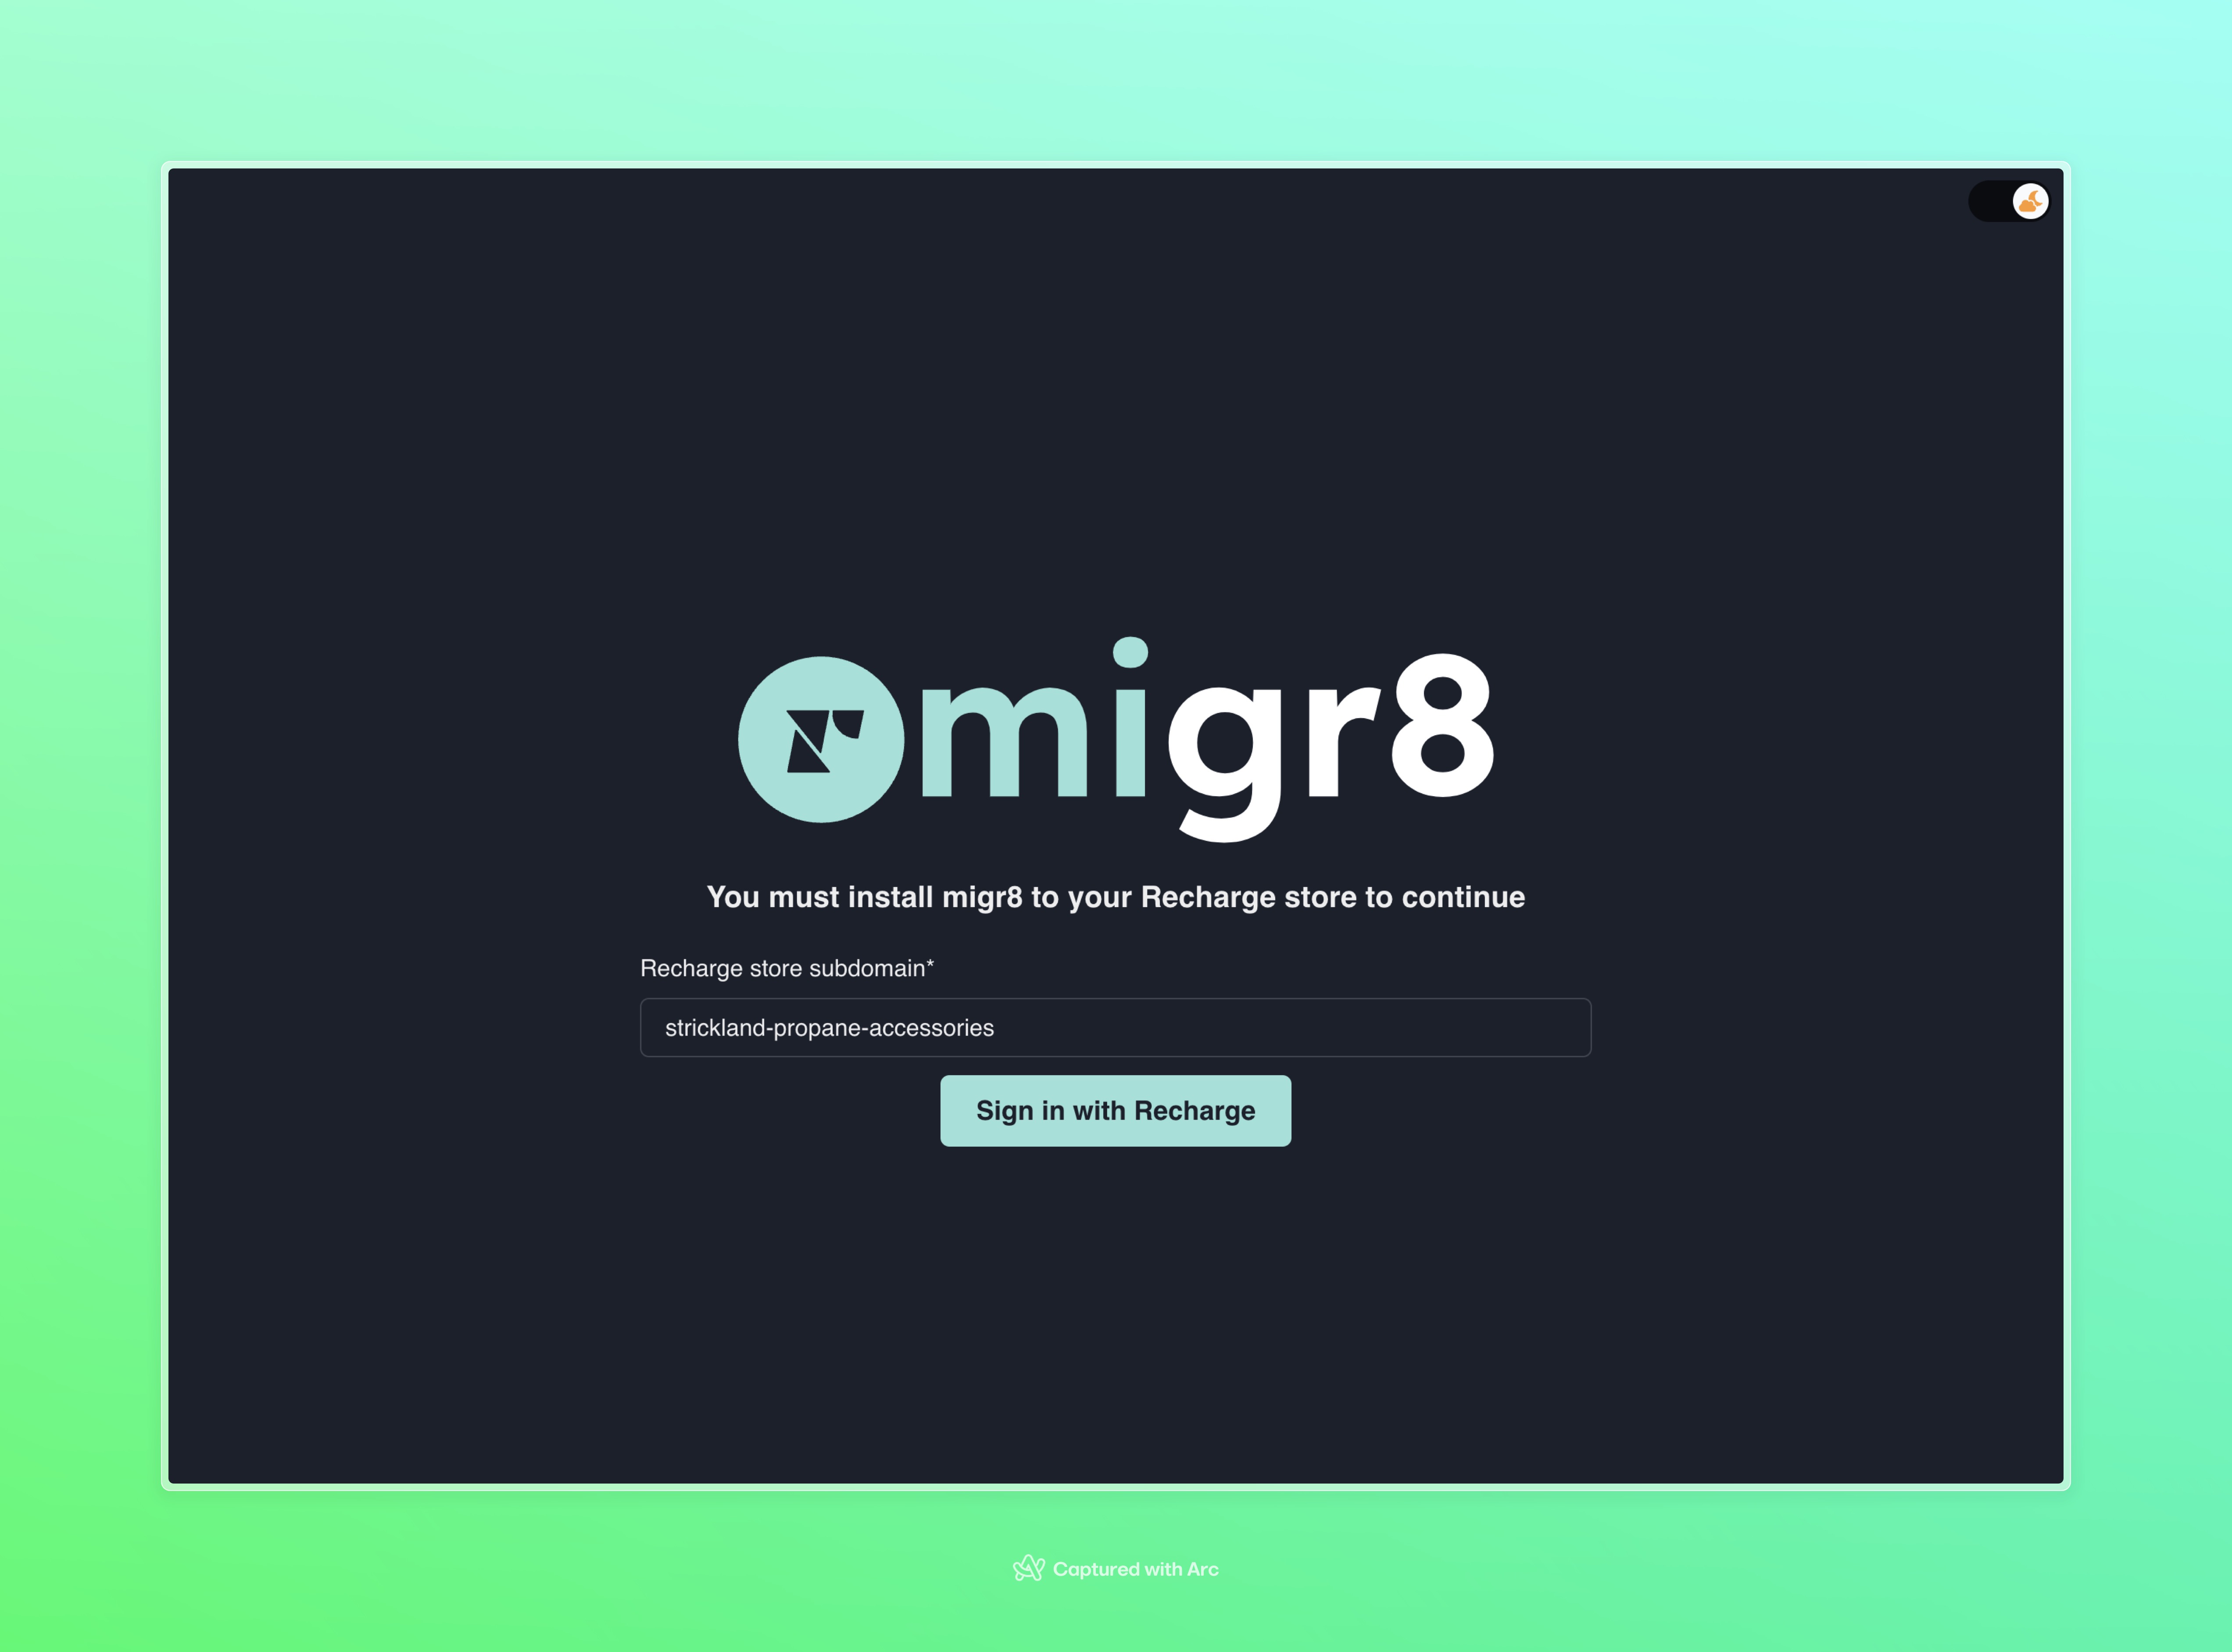 migr8
You must install migr8 to your Recharge store to continue
Recharge store subdomain*
strickland-propane-accessories
Sign in with Recharge
Captured with Arc